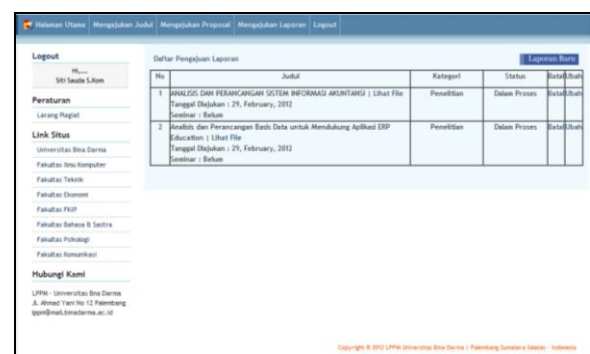 Halaman Utama Mengajukan Judul Mengajukan Proposal Mengajukan Laporan Logout
Logout
Hi,....
Siti Sauda S.Kom
Peraturan
Larang Plagiat
Link Situs
Universitas Bina Darma
Fakultas Ilmu Komputer
Fakultas Teknik
Fakultas Ekonomi
Fakultas FKIP
Fakultas Bahasa & Sastra
Fakultas Psikologi
Fakultas Komunikasi
Hubungi Kami
LPPM - Universitas Bina Darma
Jl. Ahmad Yani No 12 Palembang
lppm@mail.binadarma.ac.id
Daftar Pengajuan Laporan
Laporan Baru
No Judul Kategori Status Batal Ubah
1 ANALISIS DAN PERANCANGAN SISTEM INFORMASI AKUNTANSI | Lihat File Penelitian Dalam Proses Batal Ubah
Tanggal Diajukan : 29, February, 2012
Seminar : Belum
2 Analisis dan Perancangan Basis Data untuk Mendukung Aplikasi ERP Penelitian Dalam Proses Batal Ubah
Education | Lihat File
Tanggal Diajukan : 29, February, 2012
Seminar : Belum
Copyright © 2012 LPPM Universitas Bina Darma | Palembang Sumatera Selatan - Indonesia